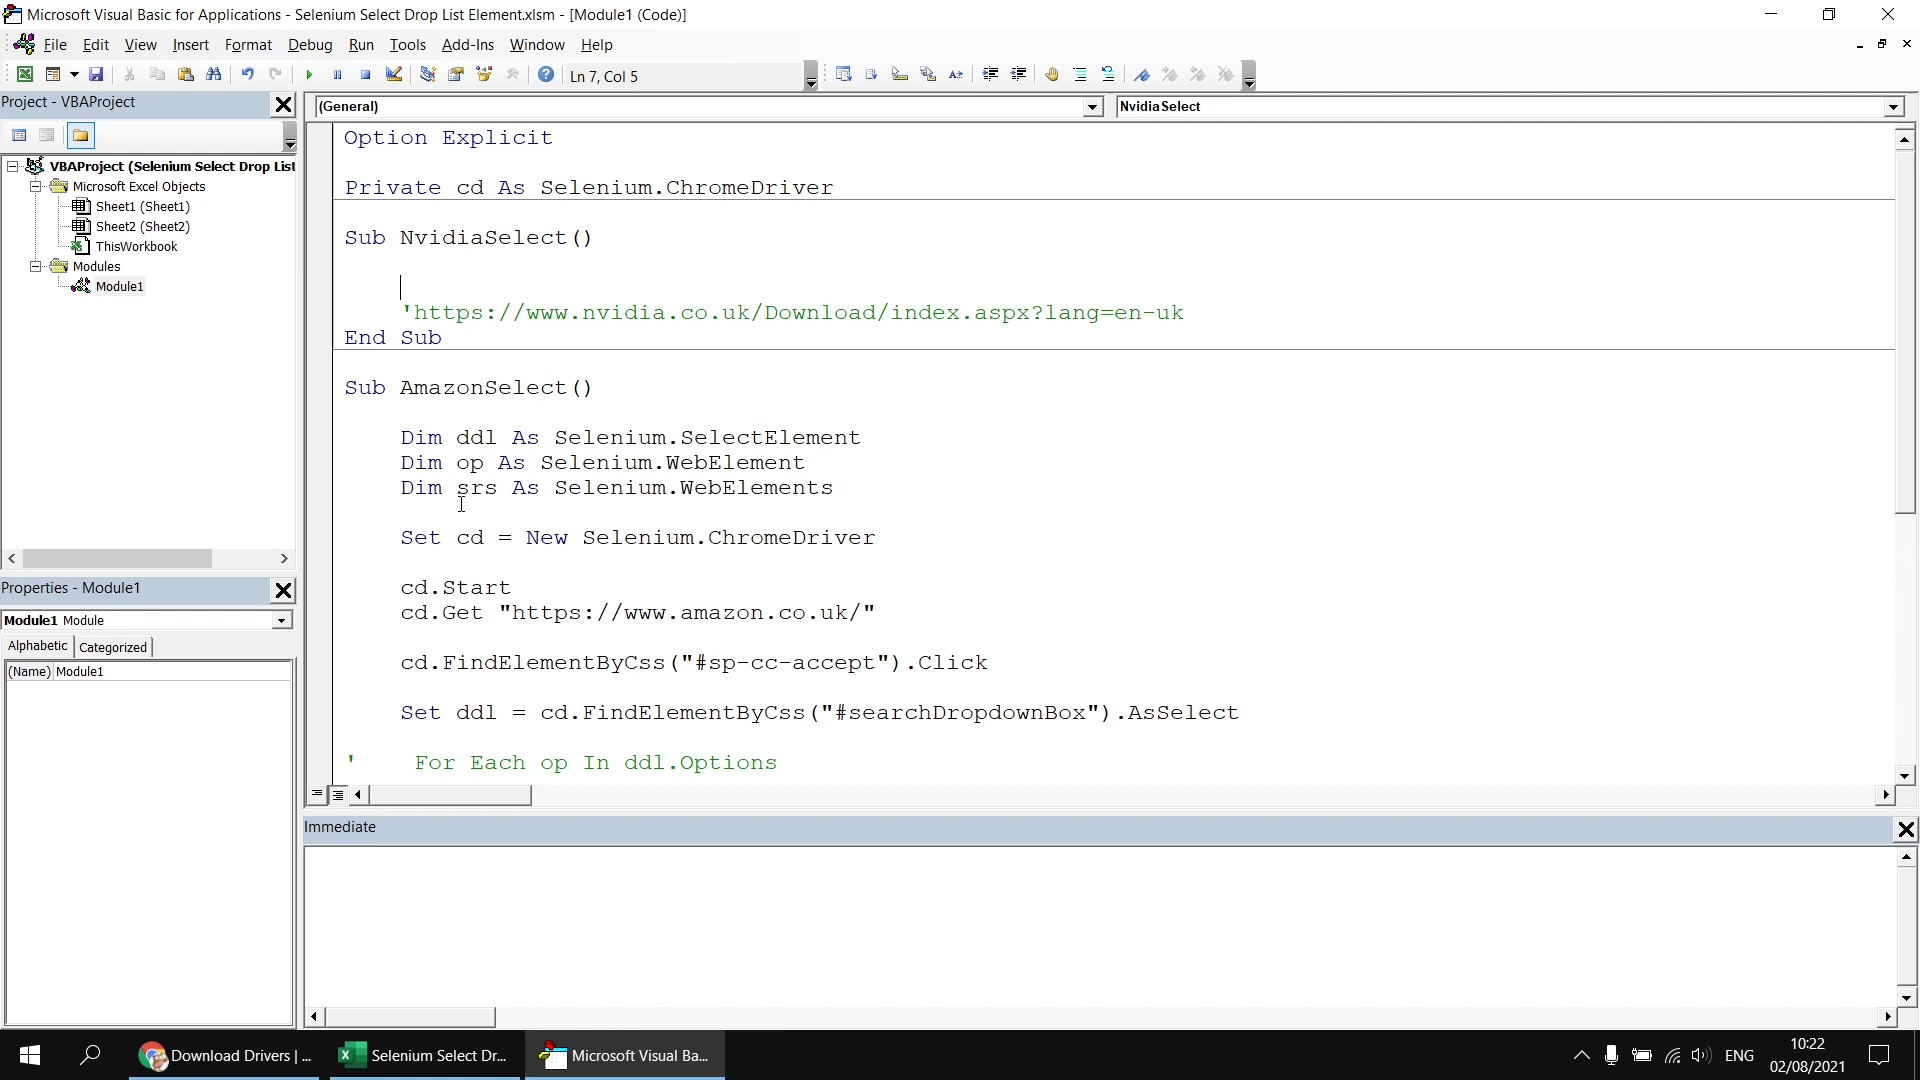 Microsoft Visual Basic for Applications - Selenium Select Drop List Element.xlsm - [Module1 (Code)]
File Edit View Insert Format Debug Run Tools Add-Ins Window Help
Ln 7, Col 5
Project - VBAProject
(General)
NvidiaSelect
VBAProject (Selenium Select Drop List
Microsoft Excel Objects
Sheet1 (Sheet1)
Sheet2 (Sheet2)
ThisWorkbook
Modules
Module1
Option Explicit
Private cd As Selenium.ChromeDriver
Sub NvidiaSelect()
'https://www.nvidia.co.uk/Download/index.aspx?lang=en-uk
End Sub
Sub AmazonSelect()
Dim ddl As Selenium.SelectElement
Dim op As Selenium.WebElement
Dim srs As Selenium.WebElements
Set cd = New Selenium.ChromeDriver
cd.Start
cd.Get "https://www.amazon.co.uk/"
cd.FindElementByCss("#sp-cc-accept").Click
Set ddl = cd.FindElementByCss("#searchDropdownBox").AsSelect
' For Each op In ddl.Options
Properties - Module1
Module1 Module
Alphabetic Categorized
(Name) Module1
Immediate
Download Drivers | ...
Selenium Select Dr...
Microsoft Visual Ba...
ENG
10:22
02/08/2021